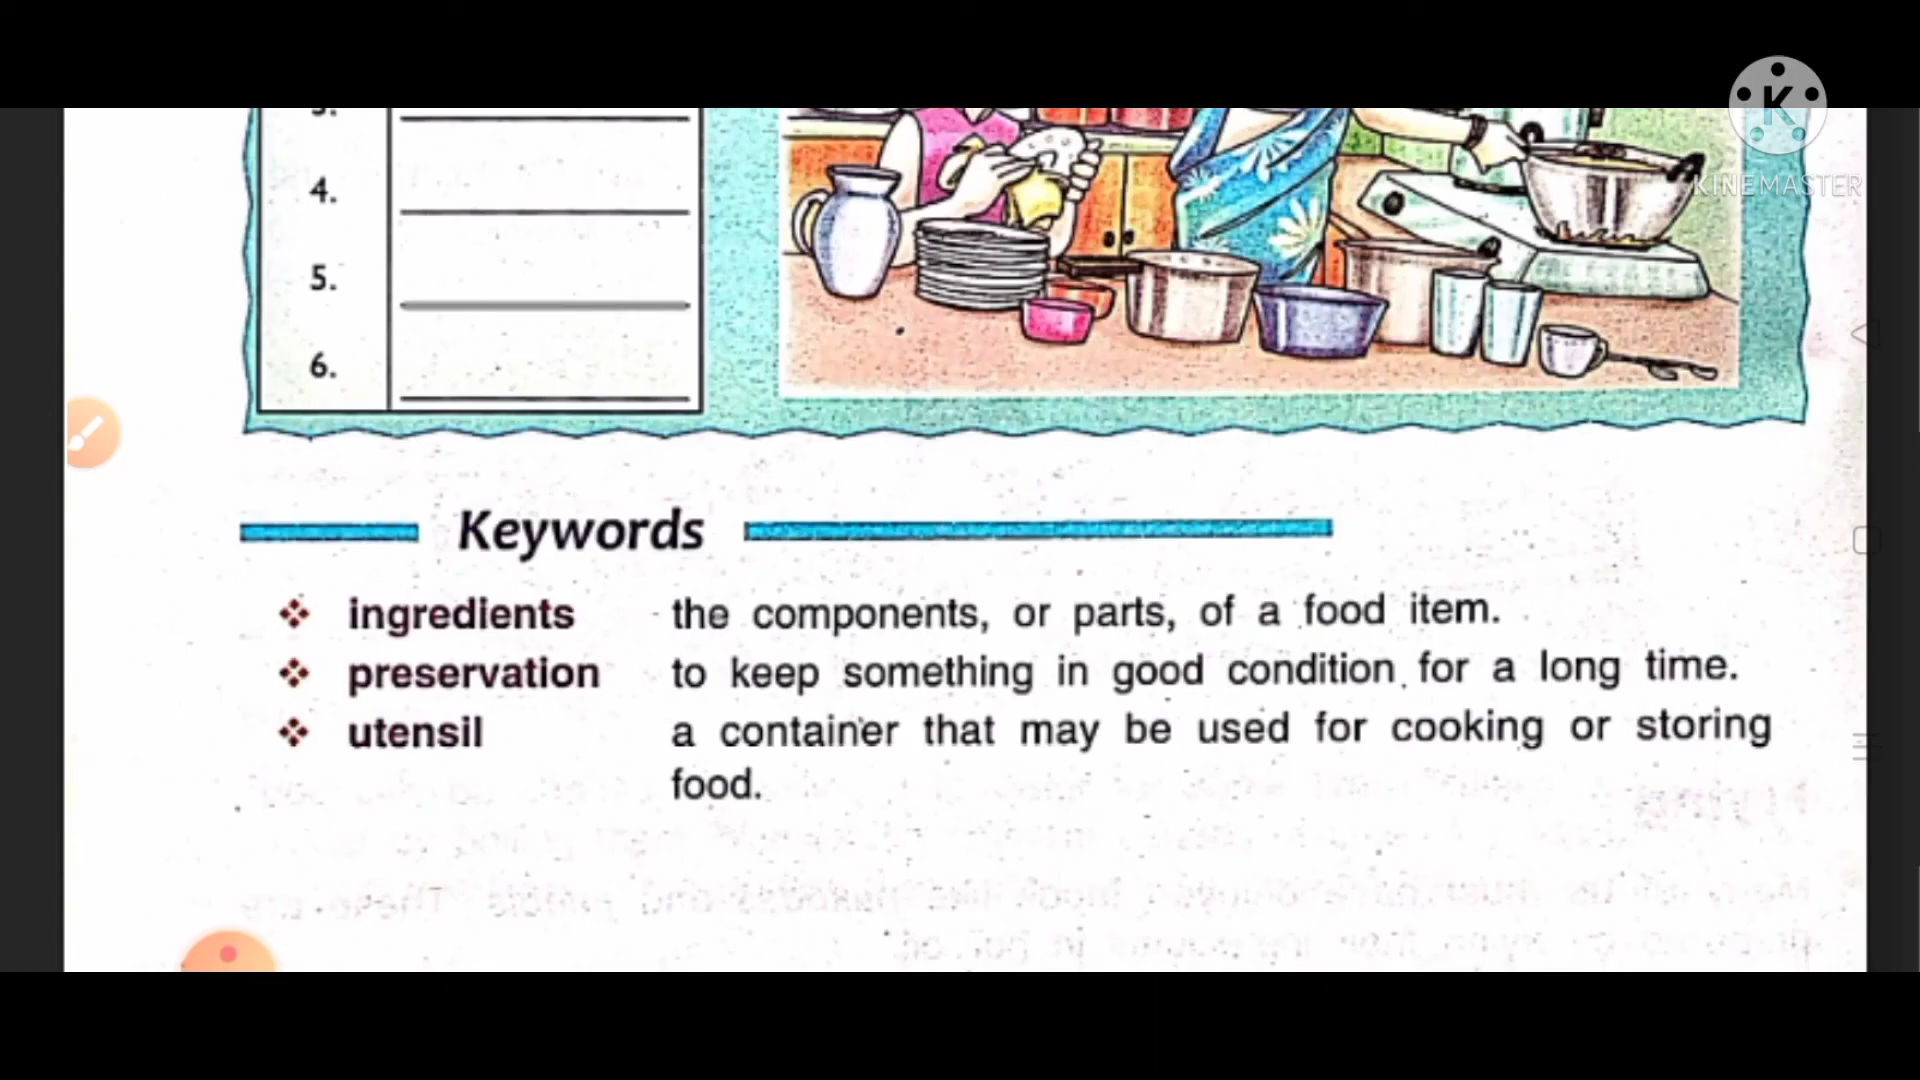 K
KINEMASTER
3.
4.
5.
6.
Keywords
❖ ingredients - the components, or parts, of a food item.
❖ preservation to keep something in good condition for a long time.
❖ utensil a container that may be used for cooking or storing
food.